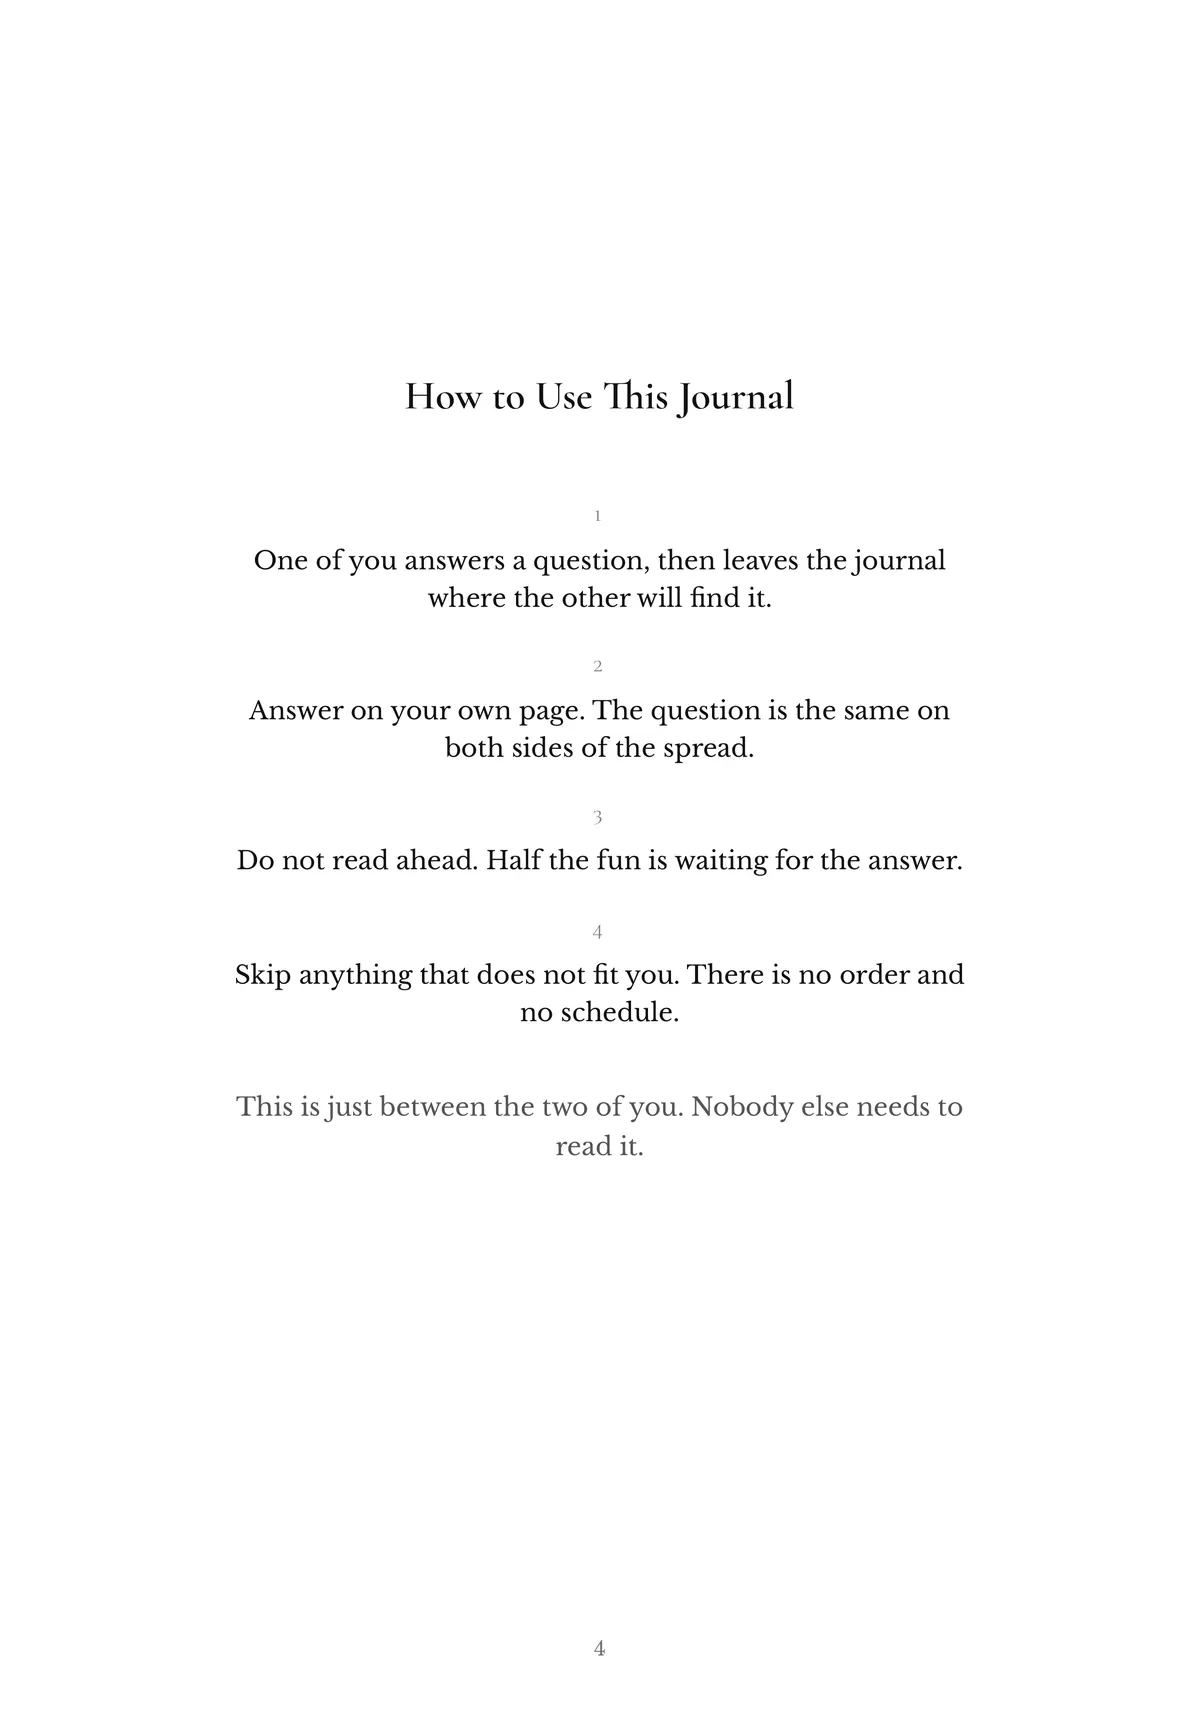 How to Use This Journal
1
One of you answers a question, then leaves the journal
where the other will find it.
2
Answer on your own page. The question is the same on
both sides of the spread.
3
Do not read ahead. Half the fun is waiting for the answer.
4
Skip anything that does not fit you. There is no order and
no schedule.
This is just between the two of you. Nobody else needs to
read it.
4